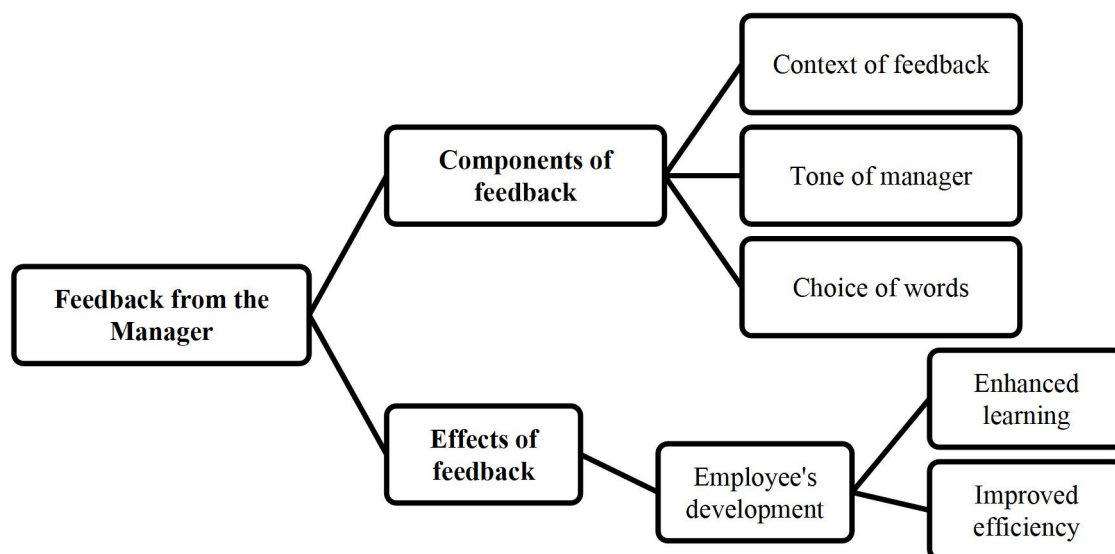 Context of feedback
Components of
feedback
Tone of manager
Choice of words
Feedback from the
Manager
Enhanced
learning
Effects of
feedback
Employee's
development
Improved
efficiency